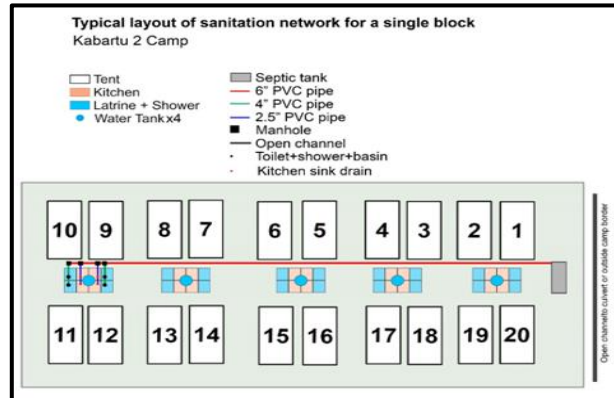 Typical layout of sanitation network for a single block
Kabartu 2 Camp
Tent
Kitchen
Latrine + Shower
Water Tank x4
Septic tank
6" PVC pipe
4" PVC pipe
2.5" PVC pipe
Manhole
Open channel
Toilet+shower+basin
Kitchen sink drain
10 9 8 7 6 5 4 3 2 1
11 12 13 14 15 16 17 18 19 20
Open channelto culvert or outside camp border